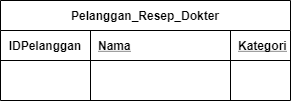 Pelanggan_Resep_Dokter
IDPelanggan Nama Kategori